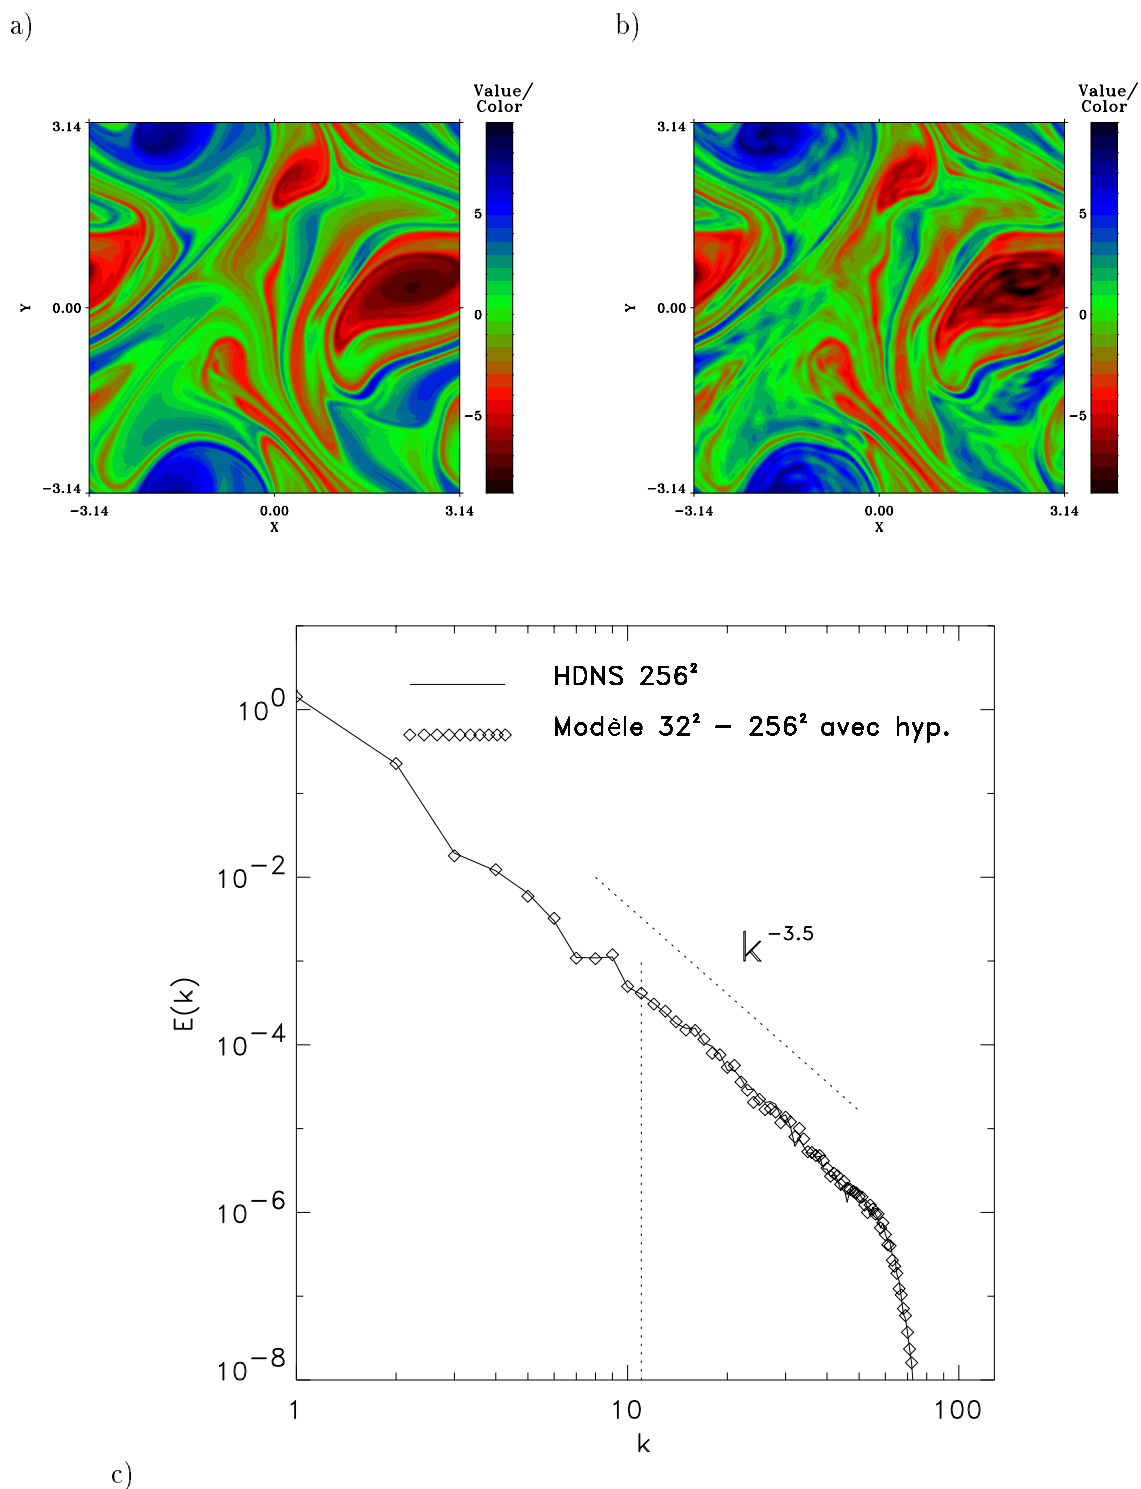 a)
b)
Value/
Color
3.14
5
Y
0.00
0
-5
-3.14
-3.14
0.00
3.14
X
Value/
Color
3.14
5
Y
0.00
0
-5
-3.14
-3.14
0.00
3.14
X
HDNS 256²
Modèle 32² - 256² avec hyp.
10⁰
10⁻²
k⁻³·⁵
E(k)
10⁻⁴
10⁻⁶
10⁻⁸
1
10
100
k
c)